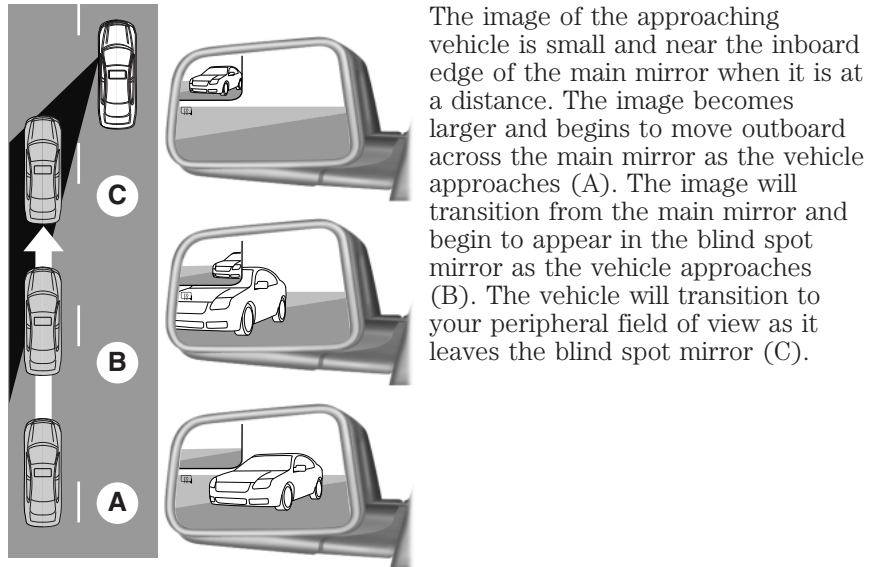 The image of the approaching
vehicle is small and near the inboard
edge of the main mirror when it is at
a distance. The image becomes
larger and begins to move outboard
across the main mirror as the vehicle
approaches (A). The image will
transition from the main mirror and
begin to appear in the blind spot
mirror as the vehicle approaches
(B). The vehicle will transition to
your peripheral field of view as it
leaves the blind spot mirror (C).
C
B
A